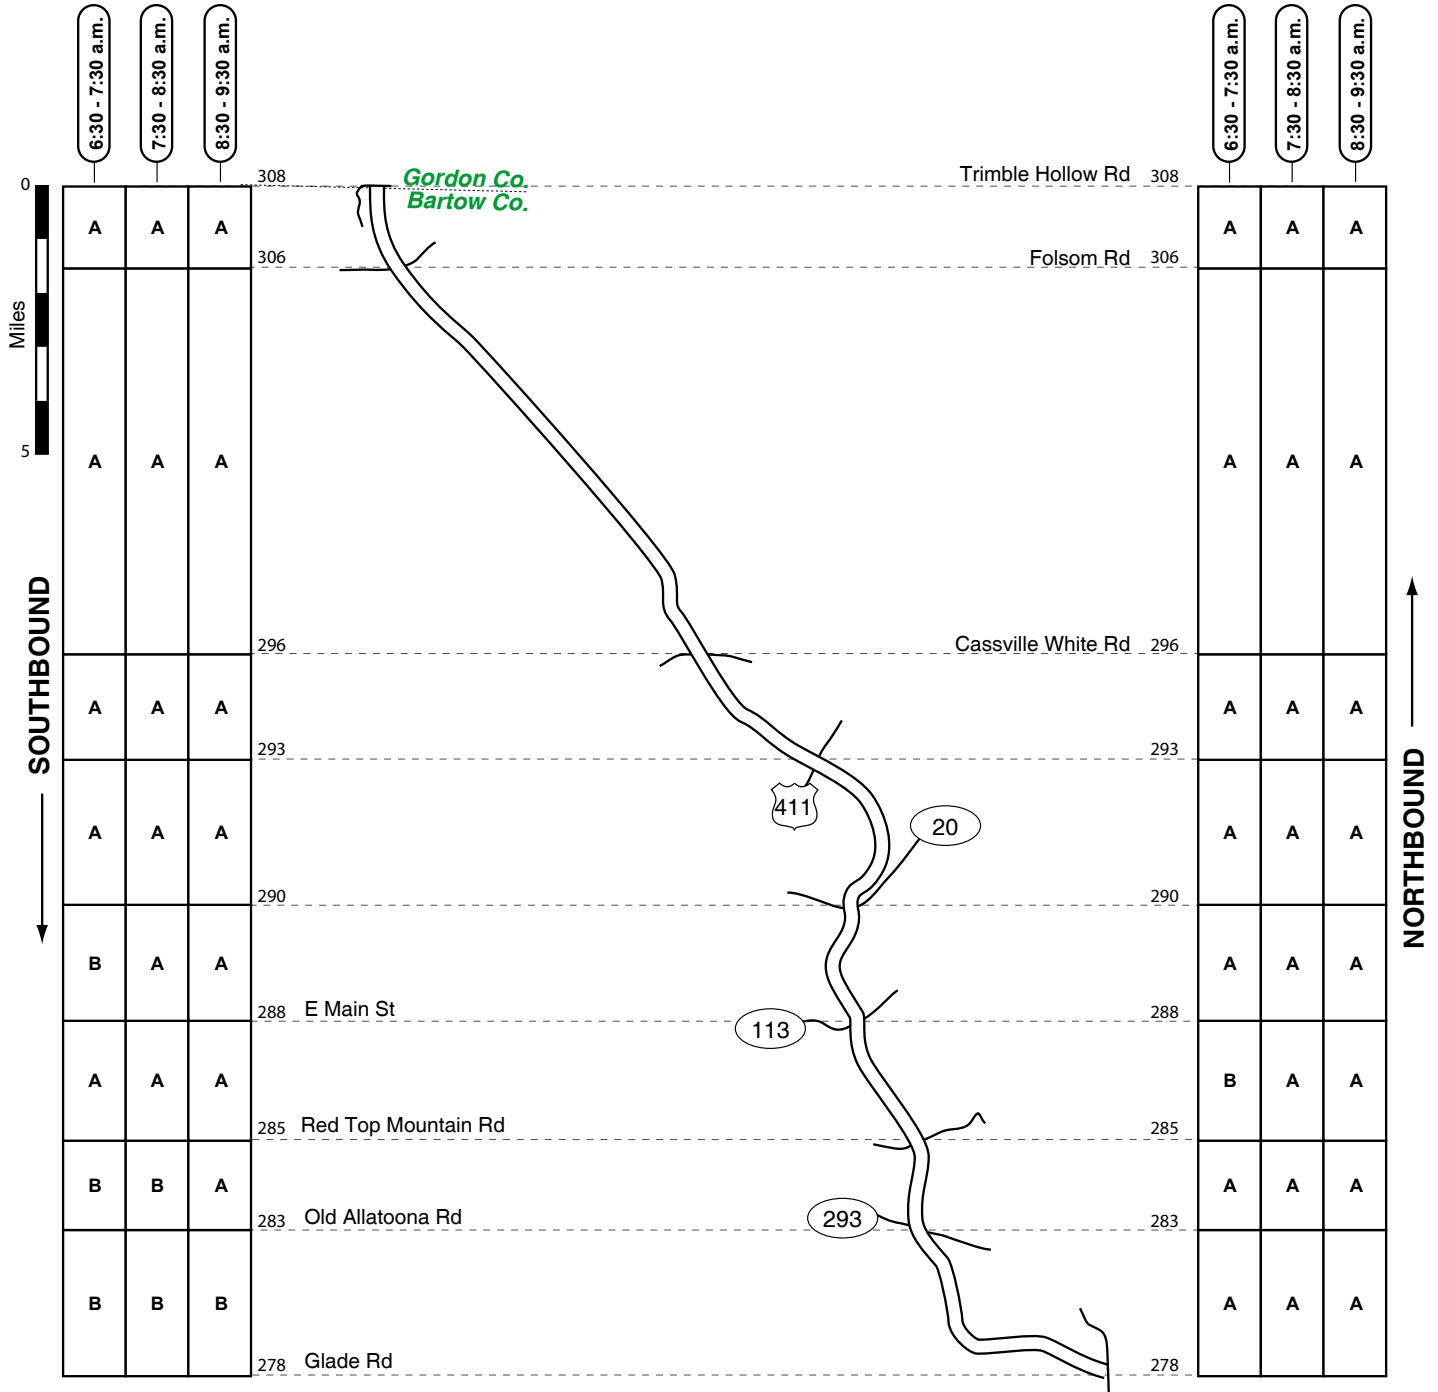 6:30 - 7:30 a.m.
7:30 - 8:30 a.m.
8:30 - 9:30 a.m.
6:30 - 7:30 a.m.
7:30 - 8:30 a.m.
8:30 - 9:30 a.m.
0
308
Gordon Co.
Bartow Co.
Trimble Hollow Rd 308
A A A
A A A
306
Folsom Rd 306
Miles
5
A A A
A A A
SOUTHBOUND
NORTHBOUND
296
Cassville White Rd 296
A A A
A A A
293
293
411
20
A A A
A A A
290
290
B A A
A A A
288 E Main St
288
113
A A A
B A A
285 Red Top Mountain Rd
285
B B A
A A A
283 Old Allatoona Rd
293
283
B B B
A A A
278 Glade Rd
278